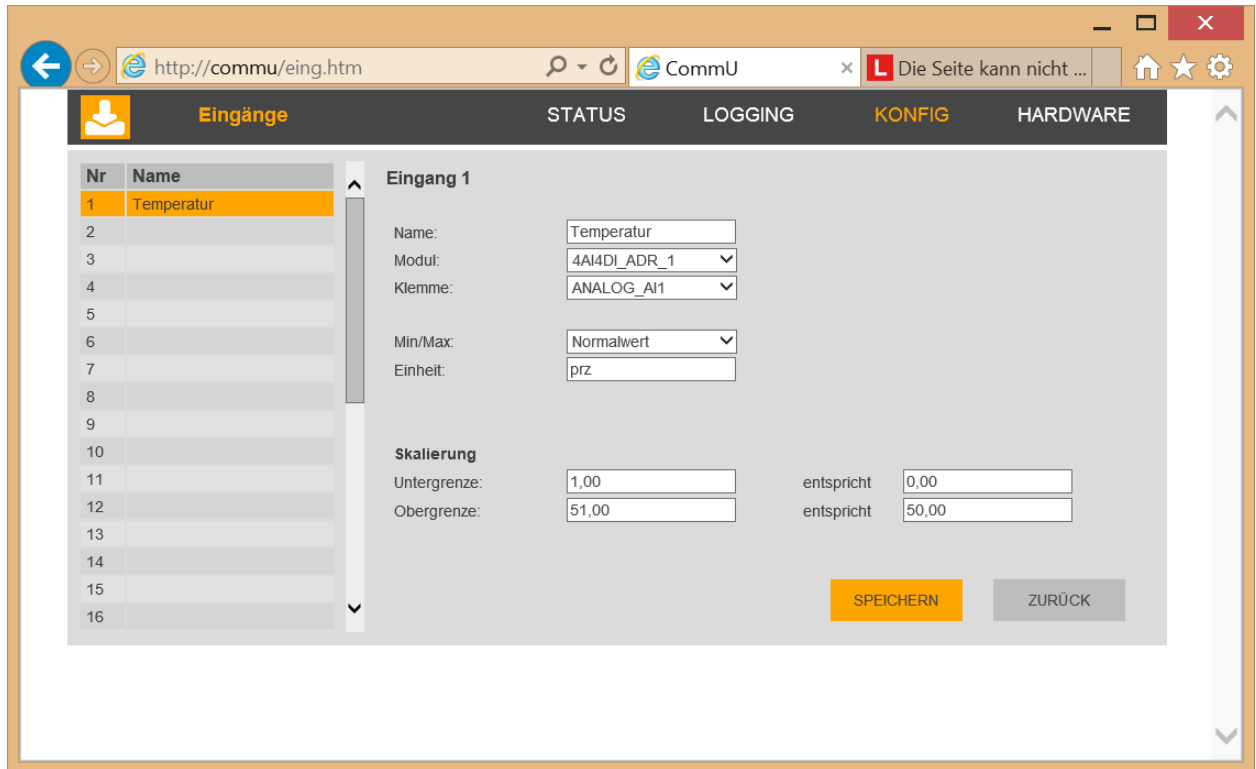 http://commu/eing.htm
CommU
Die Seite kann nicht ...
Eingänge STATUS LOGGING KONFIG HARDWARE
Nr Name
1 Temperatur
2
3
4
5
6
7
8
9
10
11
12
13
14
15
16
Eingang 1
Name: Temperatur
Modul: 4AI4DI_ADR_1
Klemme: ANALOG_AI1
Min/Max: Normalwert
Einheit: prz
Skalierung
Untergrenze: 1,00 entspricht 0,00
Obergrenze: 51,00 entspricht 50,00
SPEICHERN ZURÜCK